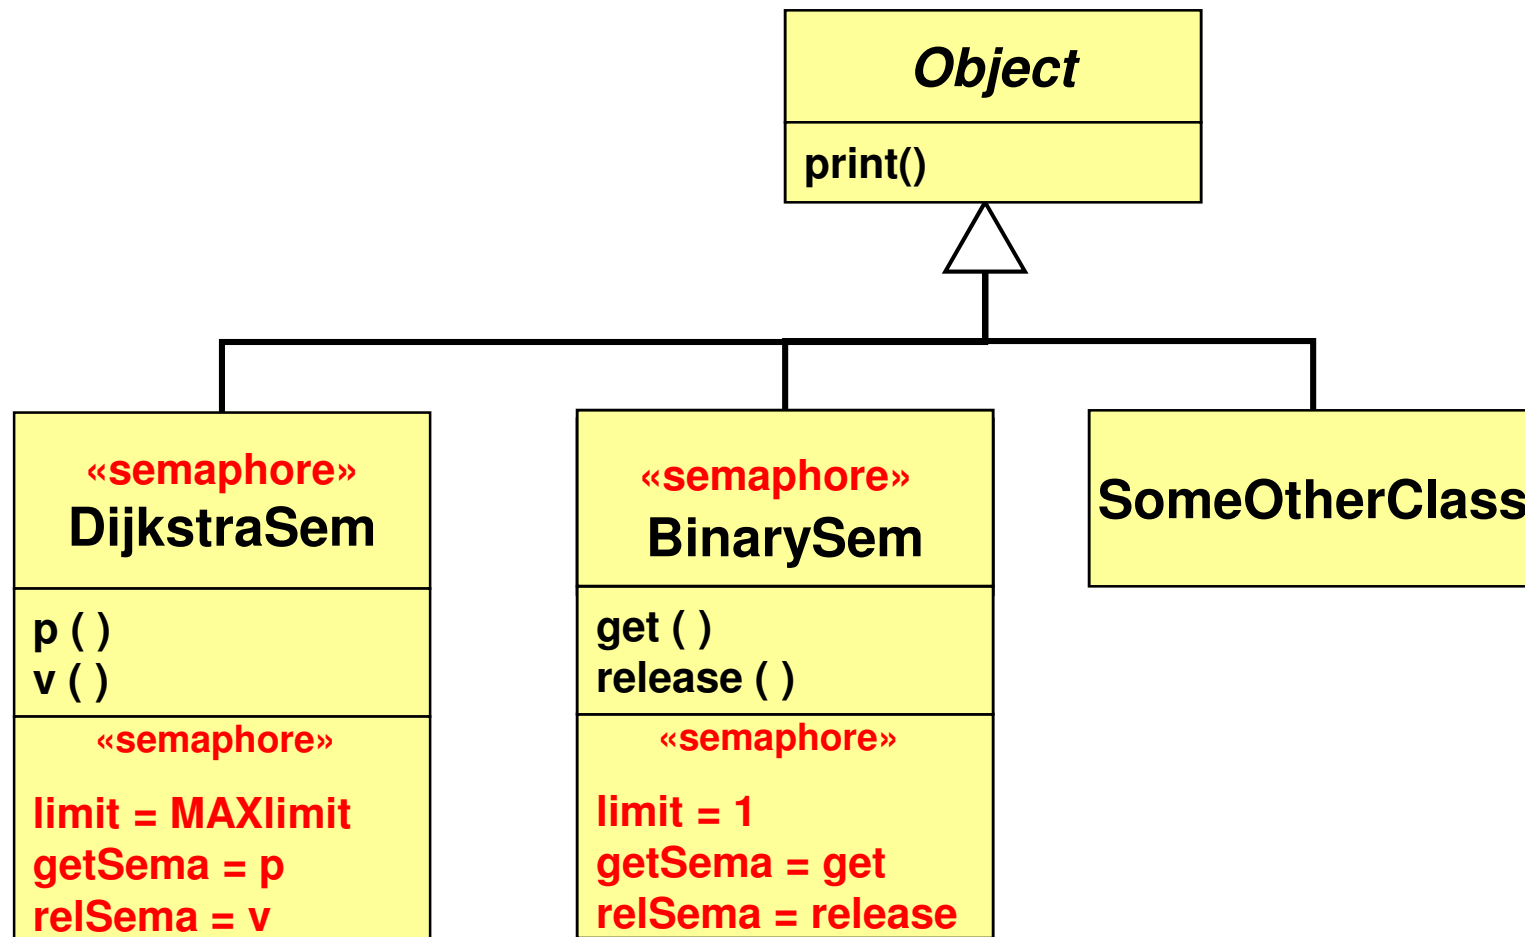 Object
print()
«semaphore»
DijkstraSem
p ( )
v ( )
«semaphore»
limit = MAXlimit
getSema = p
relSema = v
«semaphore»
BinarySem
get ( )
release ( )
«semaphore»
limit = 1
getSema = get
relSema = release
SomeOtherClass